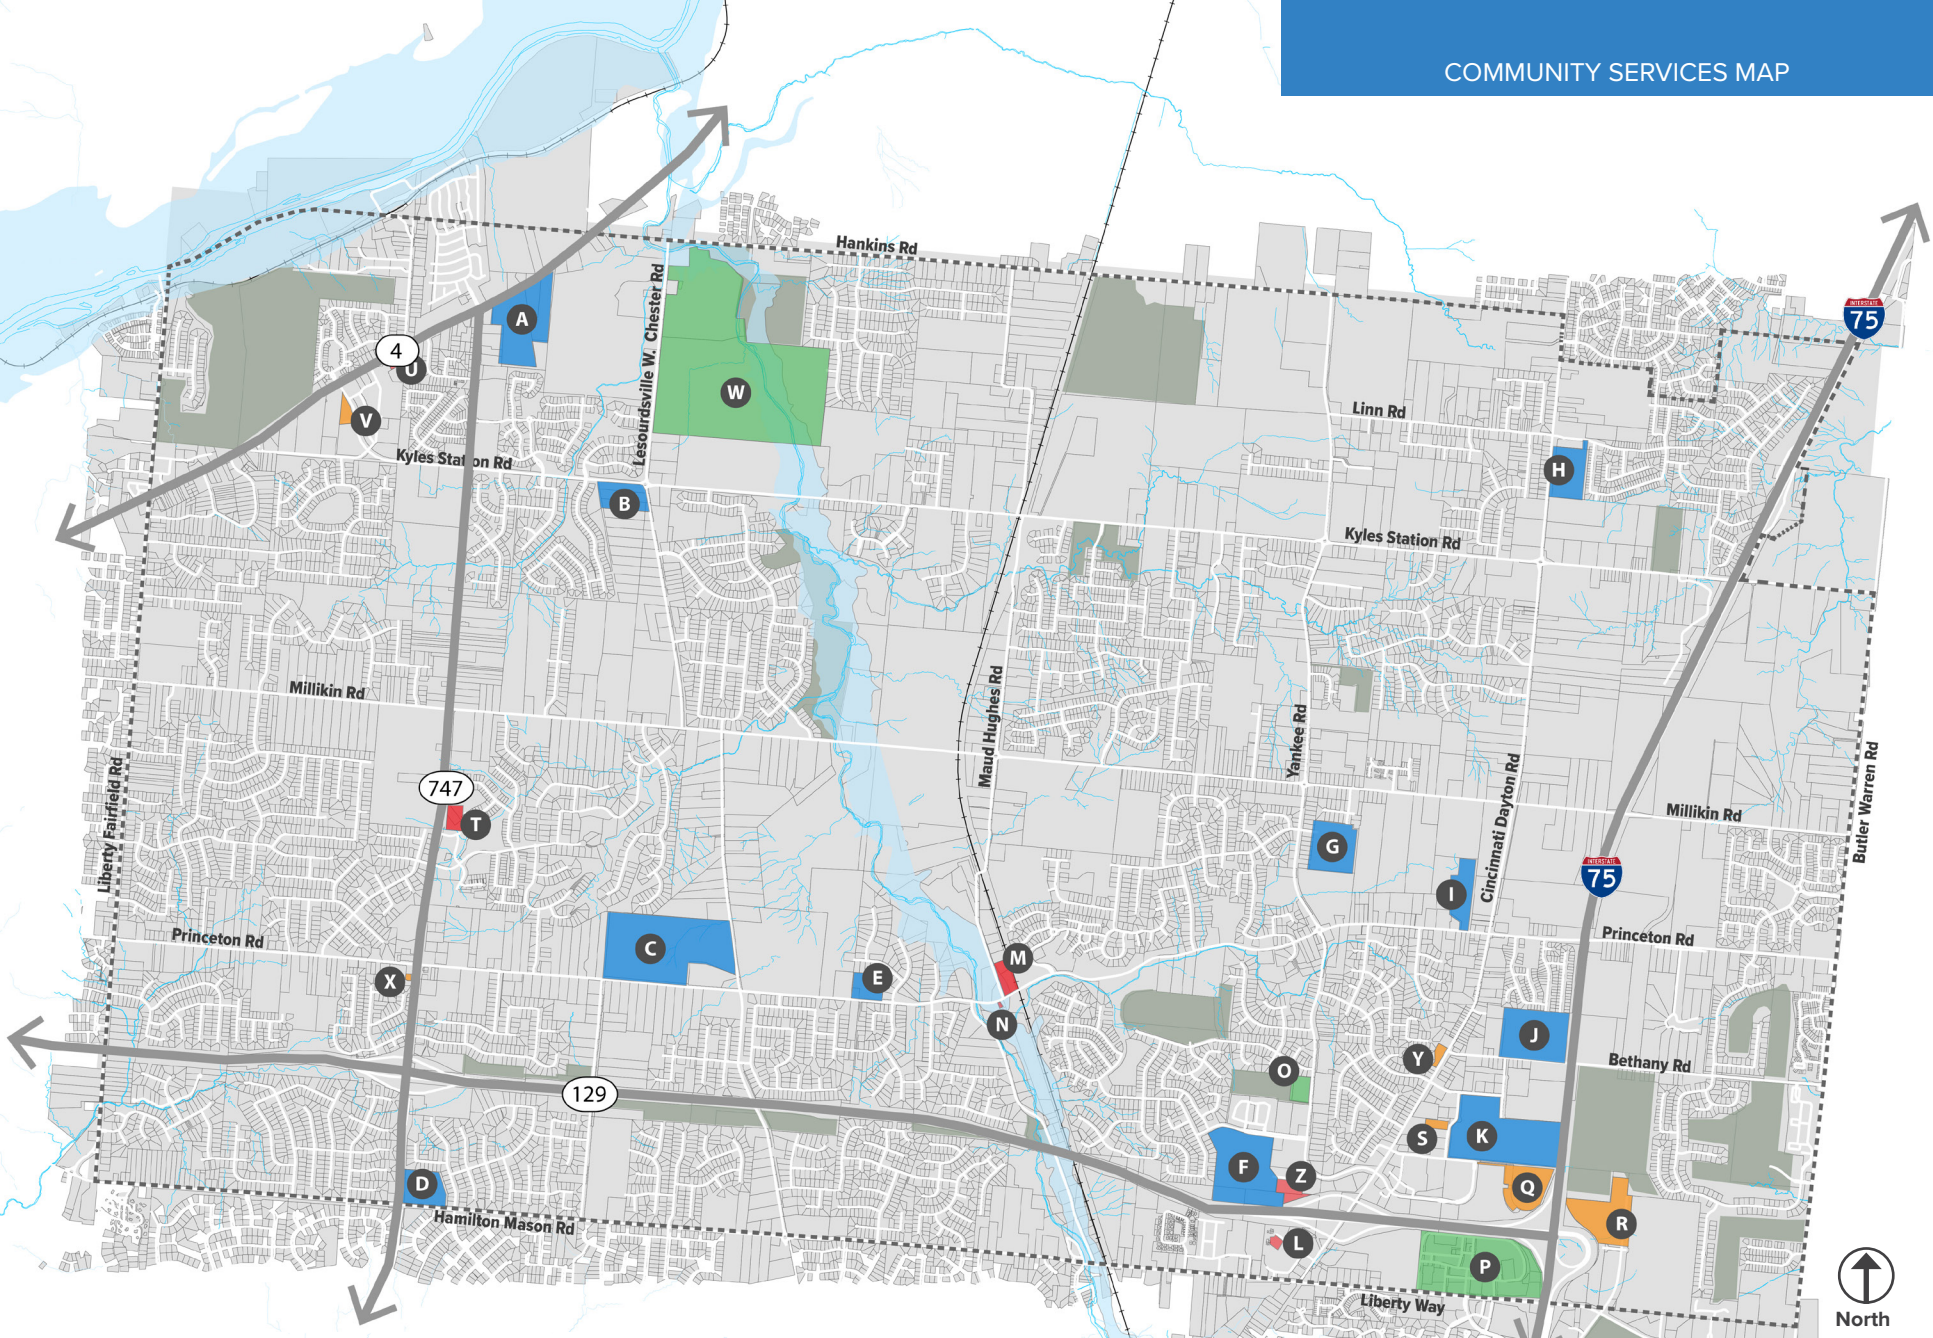 COMMUNITY SERVICES MAP
Hankins Rd
Lesourdsville W. Chester Rd
INTERSTATE
75
A
4
U
W
V
Linn Rd
Kyles Station Rd
H
B
Kyles Station Rd
Millikin Rd
Maud Hughes Rd
Yankee Rd
Cincinnati Dayton Rd
Butler Warren Rd
Liberty Fairfield Rd
747
T
Millikin Rd
G
INTERSTATE
75
I
Princeton Rd
C
Princeton Rd
M
X
E
N
J
Y
Bethany Rd
O
129
S
K
F
Z
D
Q
Hamilton Mason Rd
R
L
P
Liberty Way
North